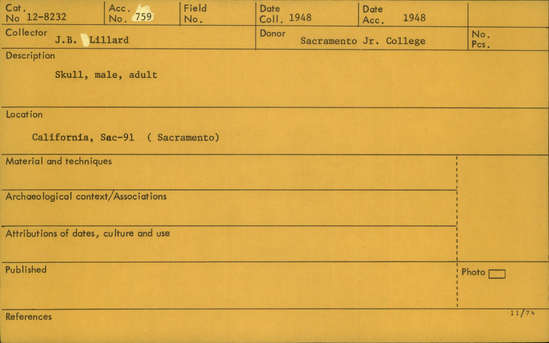 Cat. No 12-8232 Acc. No. 759 Field No. Date Coll. 1948 Date Acc. 1948
Collector J.B. Lillard Donor Sacramento Jr. College No. Pcs.
Description
Skull, male, adult
Location
California, Sac-91 ( Sacramento)
Material and techniques
Archaeological context/Associations
Attributions of dates, culture and use
Published Photo
References 11/74